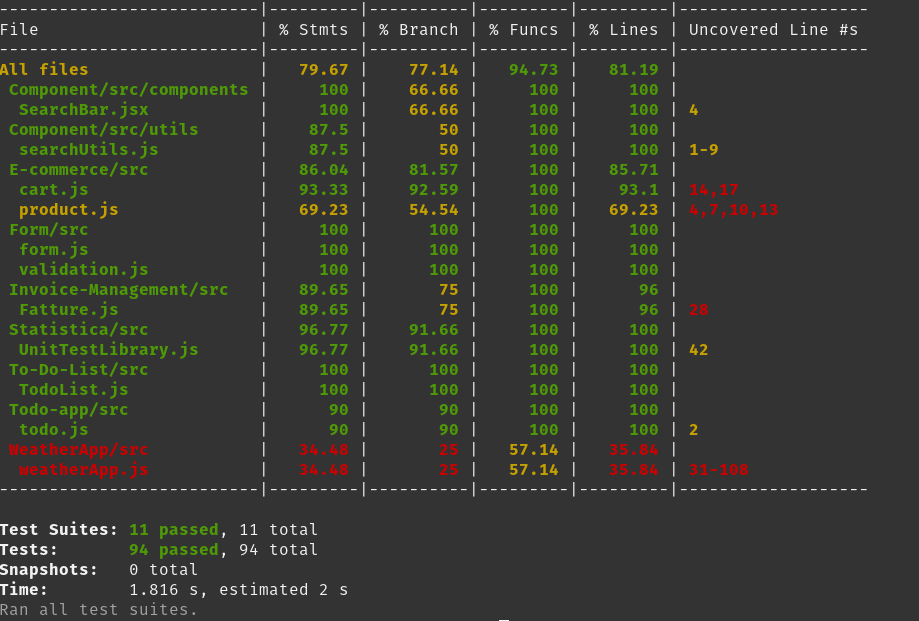 --------------------------|---------|----------|---------|---------|-------------------
File                      | % Stmts | % Branch | % Funcs | % Lines | Uncovered Line #s
--------------------------|---------|----------|---------|---------|-------------------
All files                 |   79.67 |    77.14 |   94.73 |   81.19 |
 Component/src/components |     100 |    66.66 |     100 |     100 |
  SearchBar.jsx           |     100 |    66.66 |     100 |     100 | 4
 Component/src/utils      |    87.5 |       50 |     100 |     100 |
  searchUtils.js          |    87.5 |       50 |     100 |     100 | 1-9
 E-commerce/src           |   86.04 |    81.57 |     100 |   85.71 |
  cart.js                 |   93.33 |    92.59 |     100 |    93.1 | 14,17
  product.js              |   69.23 |    54.54 |     100 |   69.23 | 4,7,10,13
 Form/src                 |     100 |      100 |     100 |     100 |
  form.js                 |     100 |      100 |     100 |     100 |
  validation.js           |     100 |      100 |     100 |     100 |
 Invoice-Management/src   |   89.65 |       75 |     100 |      96 |
  Fatture.js              |   89.65 |       75 |     100 |      96 | 28
 Statistica/src           |   96.77 |    91.66 |     100 |     100 |
  UnitTestLibrary.js      |   96.77 |    91.66 |     100 |     100 | 42
 To-Do-List/src           |     100 |      100 |     100 |     100 |
  TodoList.js             |     100 |      100 |     100 |     100 |
 Todo-app/src             |      90 |       90 |     100 |     100 |
  todo.js                 |      90 |       90 |     100 |     100 | 2
 WeatherApp/src           |   34.48 |       25 |   57.14 |   35.84 |
  weatherApp.js           |   34.48 |       25 |   57.14 |   35.84 | 31-108
--------------------------|---------|----------|---------|---------|-------------------
Test Suites: 11 passed, 11 total
Tests:       94 passed, 94 total
Snapshots:   0 total
Time:        1.816 s, estimated 2 s
Ran all test suites.